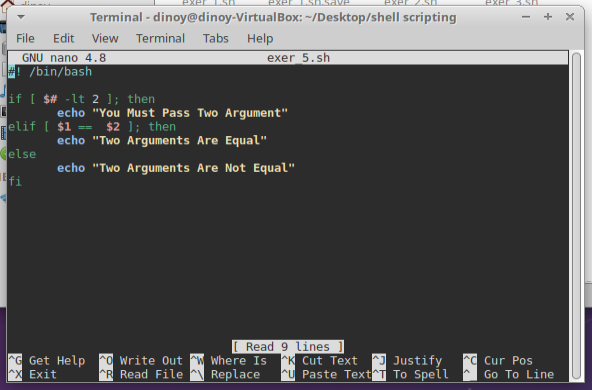 dinoy
exer_1.sh exer_1.sh.save exer_2.sh exer_3.sh
Terminal - dinoy@dinoy-VirtualBox: ~/Desktop/shell scripting
File Edit View Terminal Tabs Help
GNU nano 4.8 exer_5.sh
#! /bin/bash
if [ $# -lt 2 ]; then
echo "You Must Pass Two Argument"
elif [ $1 == $2 ]; then
echo "Two Arguments Are Equal"
else
echo "Two Arguments Are Not Equal"
fi
[ Read 9 lines ]
^G Get Help ^O Write Out ^W Where Is ^K Cut Text ^J Justify ^C Cur Pos
^X Exit ^R Read File ^\ Replace ^U Paste Text ^T To Spell ^_ Go To Line